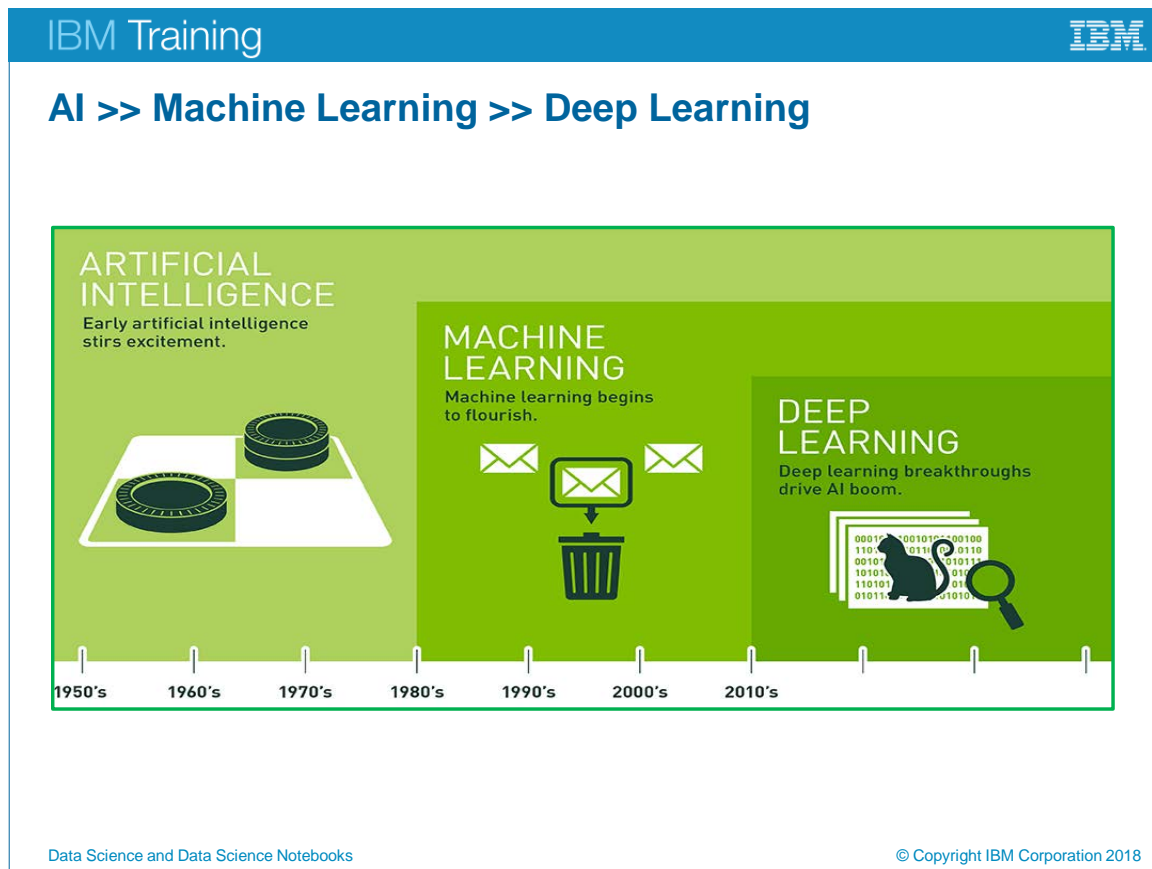 IBM Training
IBM
AI >> Machine Learning >> Deep Learning
ARTIFICIAL
INTELLIGENCE
Early artificial intelligence
stirs excitement.
MACHINE
LEARNING
Machine learning begins
to flourish.
DEEP
LEARNING
Deep learning breakthroughs
drive AI boom.
1950's 1960's 1970's 1980's 1990's 2000's 2010's
Data Science and Data Science Notebooks
© Copyright IBM Corporation 2018